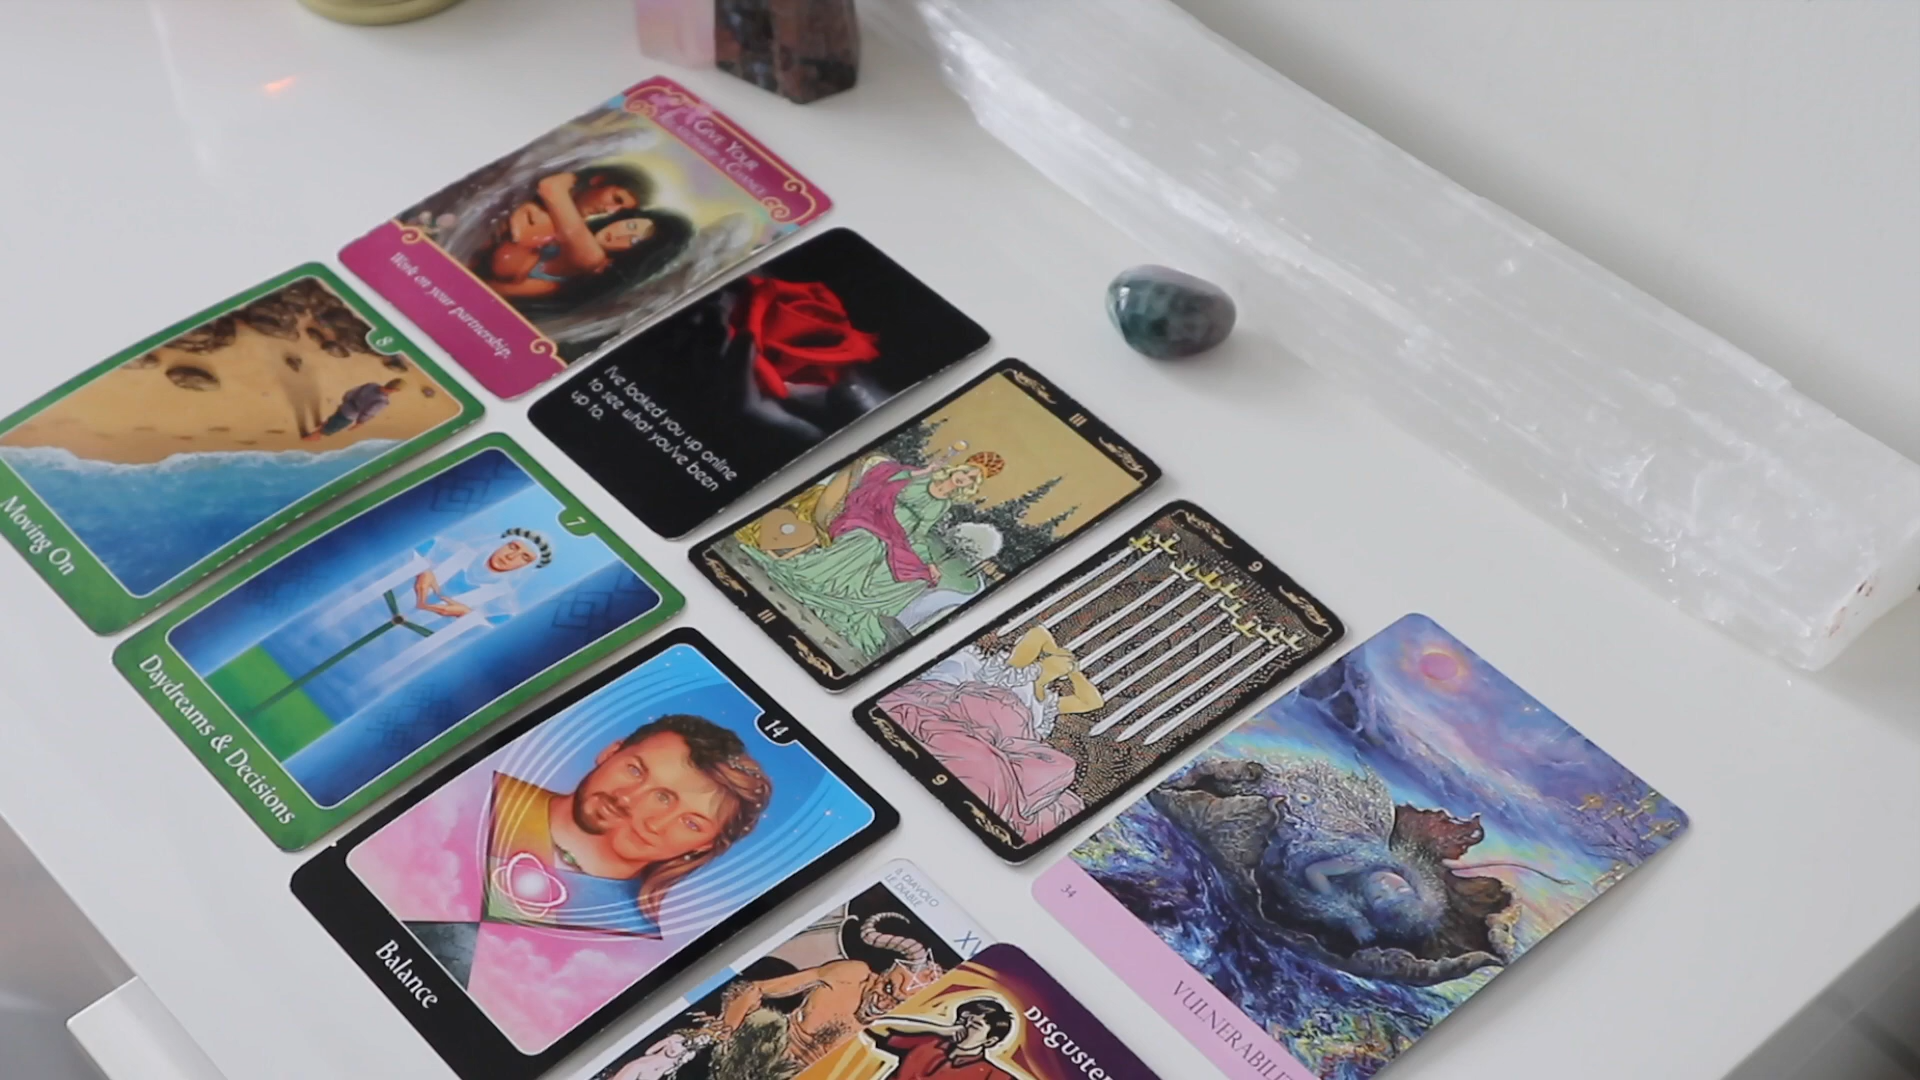 GIVE YOUR
A CHANCE
Work on your partnership.
8
Moving On
I've looked you up online
to see what you've been
up to.
III
III
7
Daydreams & Decisions
9
9
14
Balance
34
VULNERABILI
IL DIAVOLO
LE DIABLE
XV
DISGUSTE